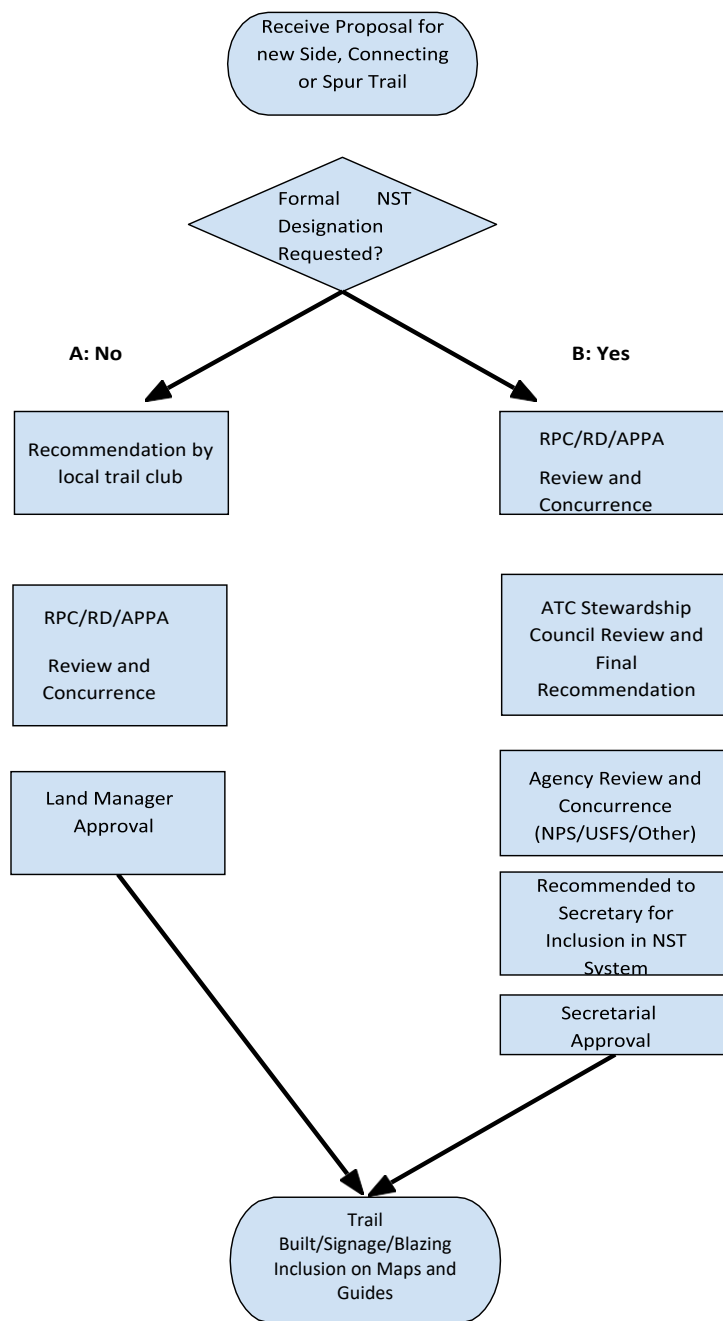 Receive Proposal for
new Side, Connecting
or Spur Trail
Formal NST
Designation
Requested?
A: No
B: Yes
Recommendation by
local trail club
RPC/RD/APPA
Review and
Concurrence
Land Manager
Approval
RPC/RD/APPA
Review and
Concurrence
ATC Stewardship
Council Review and
Final
Recommendation
Agency Review and
Concurrence
(NPS/USFS/Other)
Recommended to
Secretary for
Inclusion in NST
System
Secretarial
Approval
Trail
Built/Signage/Blazing
Inclusion on Maps and
Guides